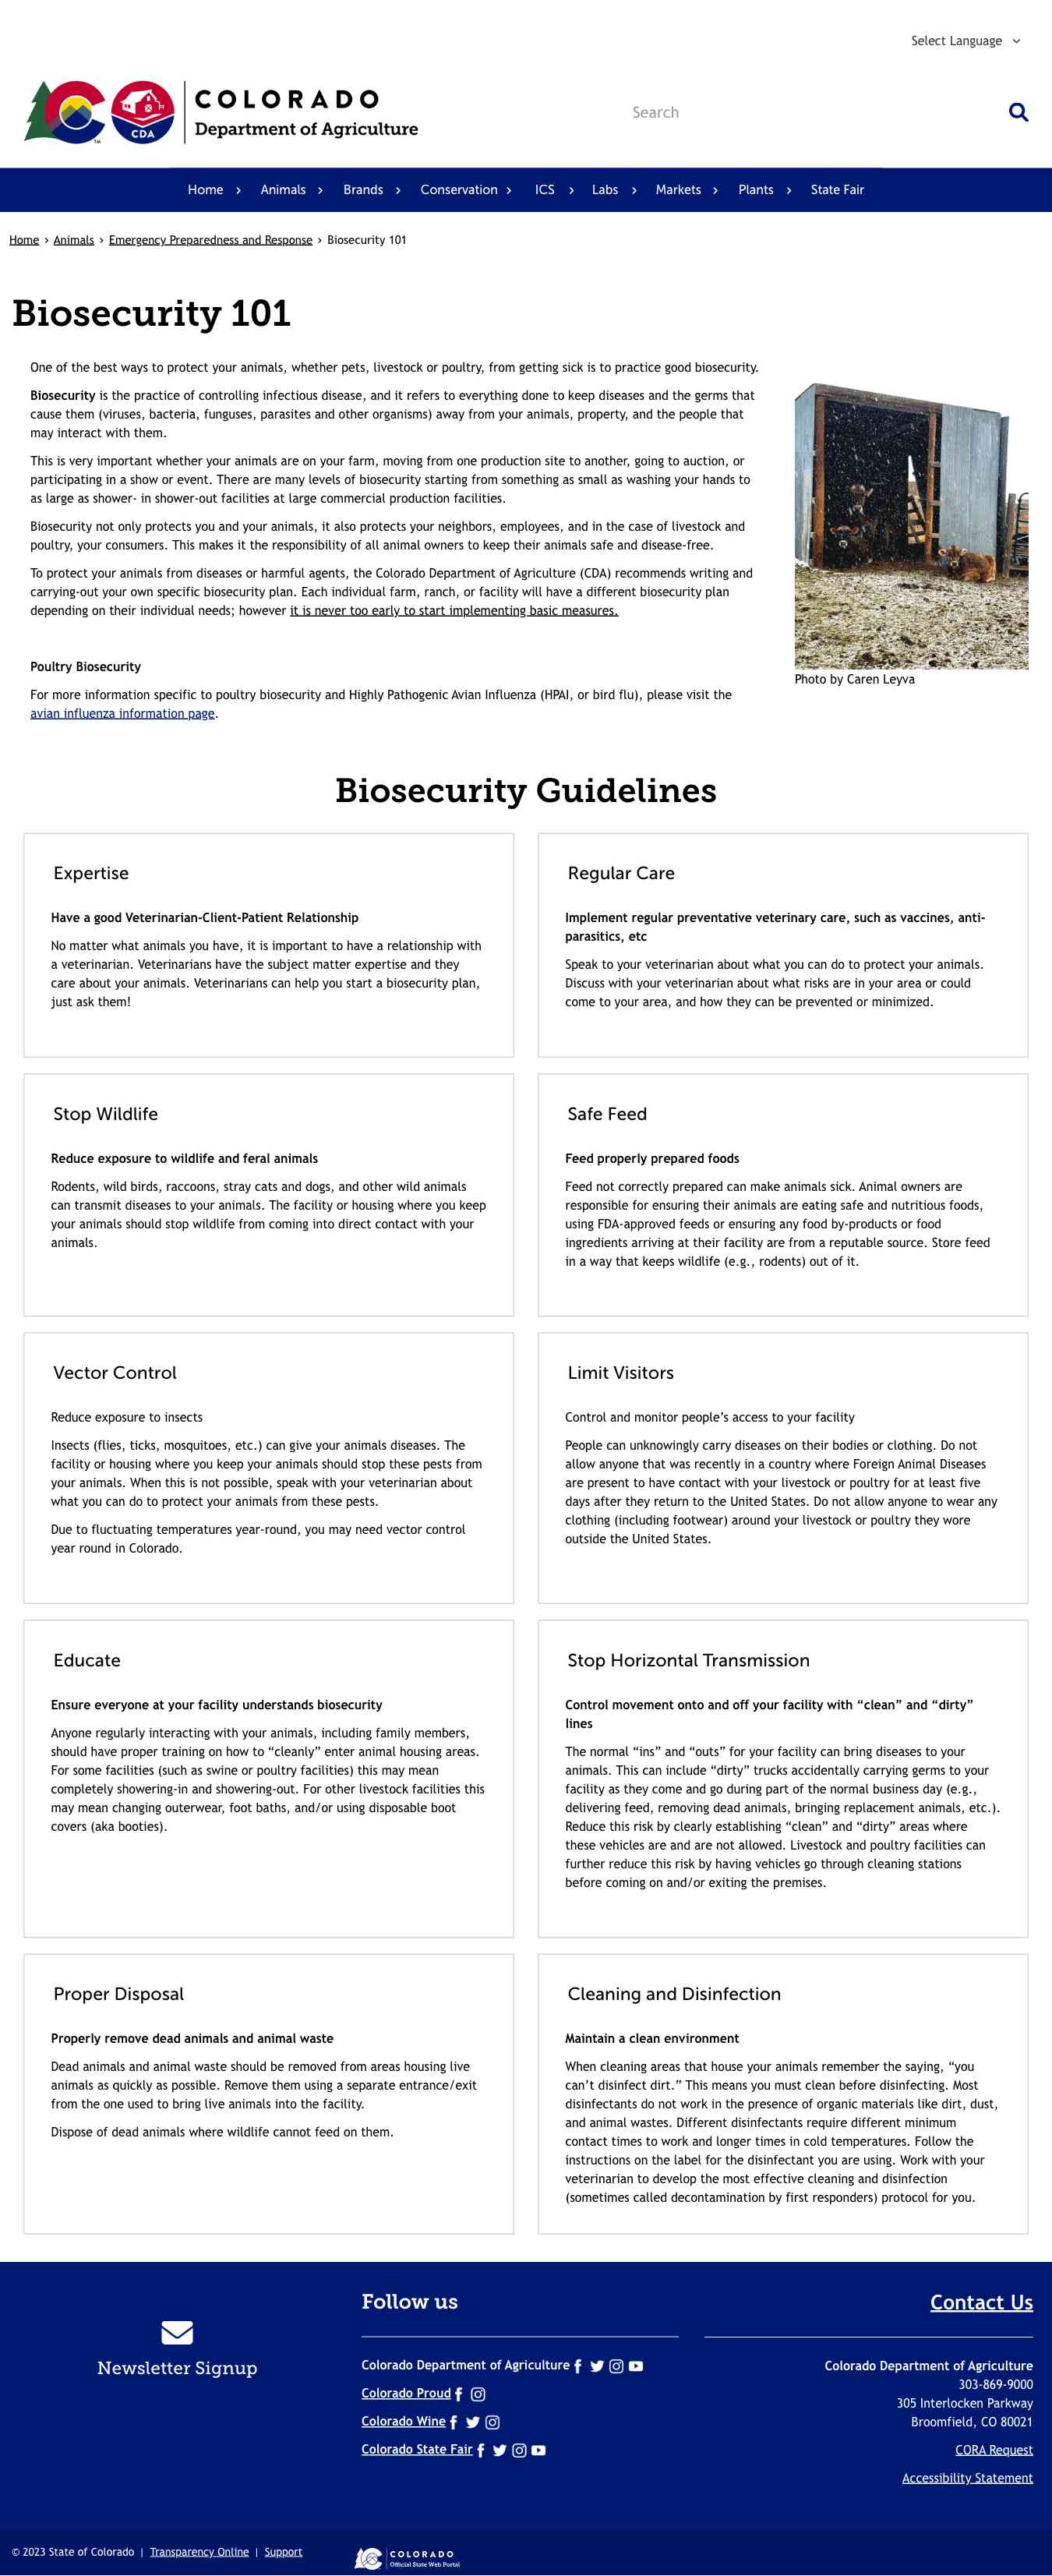 Select Language
COLORADO
Department of Agriculture
CDA
TM
Search
Home Animals Brands Conservation ICS Labs Markets Plants State Fair
Home › Animals › Emergency Preparedness and Response › Biosecurity 101
Biosecurity 101
One of the best ways to protect your animals, whether pets, livestock or poultry, from getting sick is to practice good biosecurity.
Biosecurity is the practice of controlling infectious disease, and it refers to everything done to keep diseases and the germs that
cause them (viruses, bacteria, funguses, parasites and other organisms) away from your animals, property, and the people that
may interact with them.
This is very important whether your animals are on your farm, moving from one production site to another, going to auction, or
participating in a show or event. There are many levels of biosecurity starting from something as small as washing your hands to
as large as shower- in shower-out facilities at large commercial production facilities.
Biosecurity not only protects you and your animals, it also protects your neighbors, employees, and in the case of livestock and
poultry, your consumers. This makes it the responsibility of all animal owners to keep their animals safe and disease-free.
To protect your animals from diseases or harmful agents, the Colorado Department of Agriculture (CDA) recommends writing and
carrying-out your own specific biosecurity plan. Each individual farm, ranch, or facility will have a different biosecurity plan
depending on their individual needs; however it is never too early to start implementing basic measures.
Poultry Biosecurity
For more information specific to poultry biosecurity and Highly Pathogenic Avian Influenza (HPAI, or bird flu), please visit the
avian influenza information page.
Photo by Caren Leyva
Biosecurity Guidelines
Expertise
Have a good Veterinarian-Client-Patient Relationship
No matter what animals you have, it is important to have a relationship with
a veterinarian. Veterinarians have the subject matter expertise and they
care about your animals. Veterinarians can help you start a biosecurity plan,
just ask them!
Regular Care
Implement regular preventative veterinary care, such as vaccines, anti-
parasitics, etc
Speak to your veterinarian about what you can do to protect your animals.
Discuss with your veterinarian about what risks are in your area or could
come to your area, and how they can be prevented or minimized.
Stop Wildlife
Reduce exposure to wildlife and feral animals
Rodents, wild birds, raccoons, stray cats and dogs, and other wild animals
can transmit diseases to your animals. The facility or housing where you keep
your animals should stop wildlife from coming into direct contact with your
animals.
Safe Feed
Feed properly prepared foods
Feed not correctly prepared can make animals sick. Animal owners are
responsible for ensuring their animals are eating safe and nutritious foods,
using FDA-approved feeds or ensuring any food by-products or food
ingredients arriving at their facility are from a reputable source. Store feed
in a way that keeps wildlife (e.g., rodents) out of it.
Vector Control
Reduce exposure to insects
Insects (flies, ticks, mosquitoes, etc.) can give your animals diseases. The
facility or housing where you keep your animals should stop these pests from
your animals. When this is not possible, speak with your veterinarian about
what you can do to protect your animals from these pests.
Due to fluctuating temperatures year-round, you may need vector control
year round in Colorado.
Limit Visitors
Control and monitor people’s access to your facility
People can unknowingly carry diseases on their bodies or clothing. Do not
allow anyone that was recently in a country where Foreign Animal Diseases
are present to have contact with your livestock or poultry for at least five
days after they return to the United States. Do not allow anyone to wear any
clothing (including footwear) around your livestock or poultry they wore
outside the United States.
Educate
Ensure everyone at your facility understands biosecurity
Anyone regularly interacting with your animals, including family members,
should have proper training on how to “cleanly” enter animal housing areas.
For some facilities (such as swine or poultry facilities) this may mean
completely showering-in and showering-out. For other livestock facilities this
may mean changing outerwear, foot baths, and/or using disposable boot
covers (aka booties).
Stop Horizontal Transmission
Control movement onto and off your facility with “clean” and “dirty”
lines
The normal “ins” and “outs” for your facility can bring diseases to your
animals. This can include “dirty” trucks accidentally carrying germs to your
facility as they come and go during part of the normal business day (e.g.,
delivering feed, removing dead animals, bringing replacement animals, etc.).
Reduce this risk by clearly establishing “clean” and “dirty” areas where
these vehicles are and are not allowed. Livestock and poultry facilities can
further reduce this risk by having vehicles go through cleaning stations
before coming on and/or exiting the premises.
Proper Disposal
Properly remove dead animals and animal waste
Dead animals and animal waste should be removed from areas housing live
animals as quickly as possible. Remove them using a separate entrance/exit
from the one used to bring live animals into the facility.
Dispose of dead animals where wildlife cannot feed on them.
Cleaning and Disinfection
Maintain a clean environment
When cleaning areas that house your animals remember the saying, “you
can’t disinfect dirt.” This means you must clean before disinfecting. Most
disinfectants do not work in the presence of organic materials like dirt, dust,
and animal wastes. Different disinfectants require different minimum
contact times to work and longer times in cold temperatures. Follow the
instructions on the label for the disinfectant you are using. Work with your
veterinarian to develop the most effective cleaning and disinfection
(sometimes called decontamination by first responders) protocol for you.
Newsletter Signup
Follow us
Colorado Department of Agriculture
Colorado Proud
Colorado Wine
Colorado State Fair
Contact Us
Colorado Department of Agriculture
303-869-9000
305 Interlocken Parkway
Broomfield, CO 80021
CORA Request
Accessibility Statement
© 2023 State of Colorado | Transparency Online | Support
COLORADO
Official State Web Portal